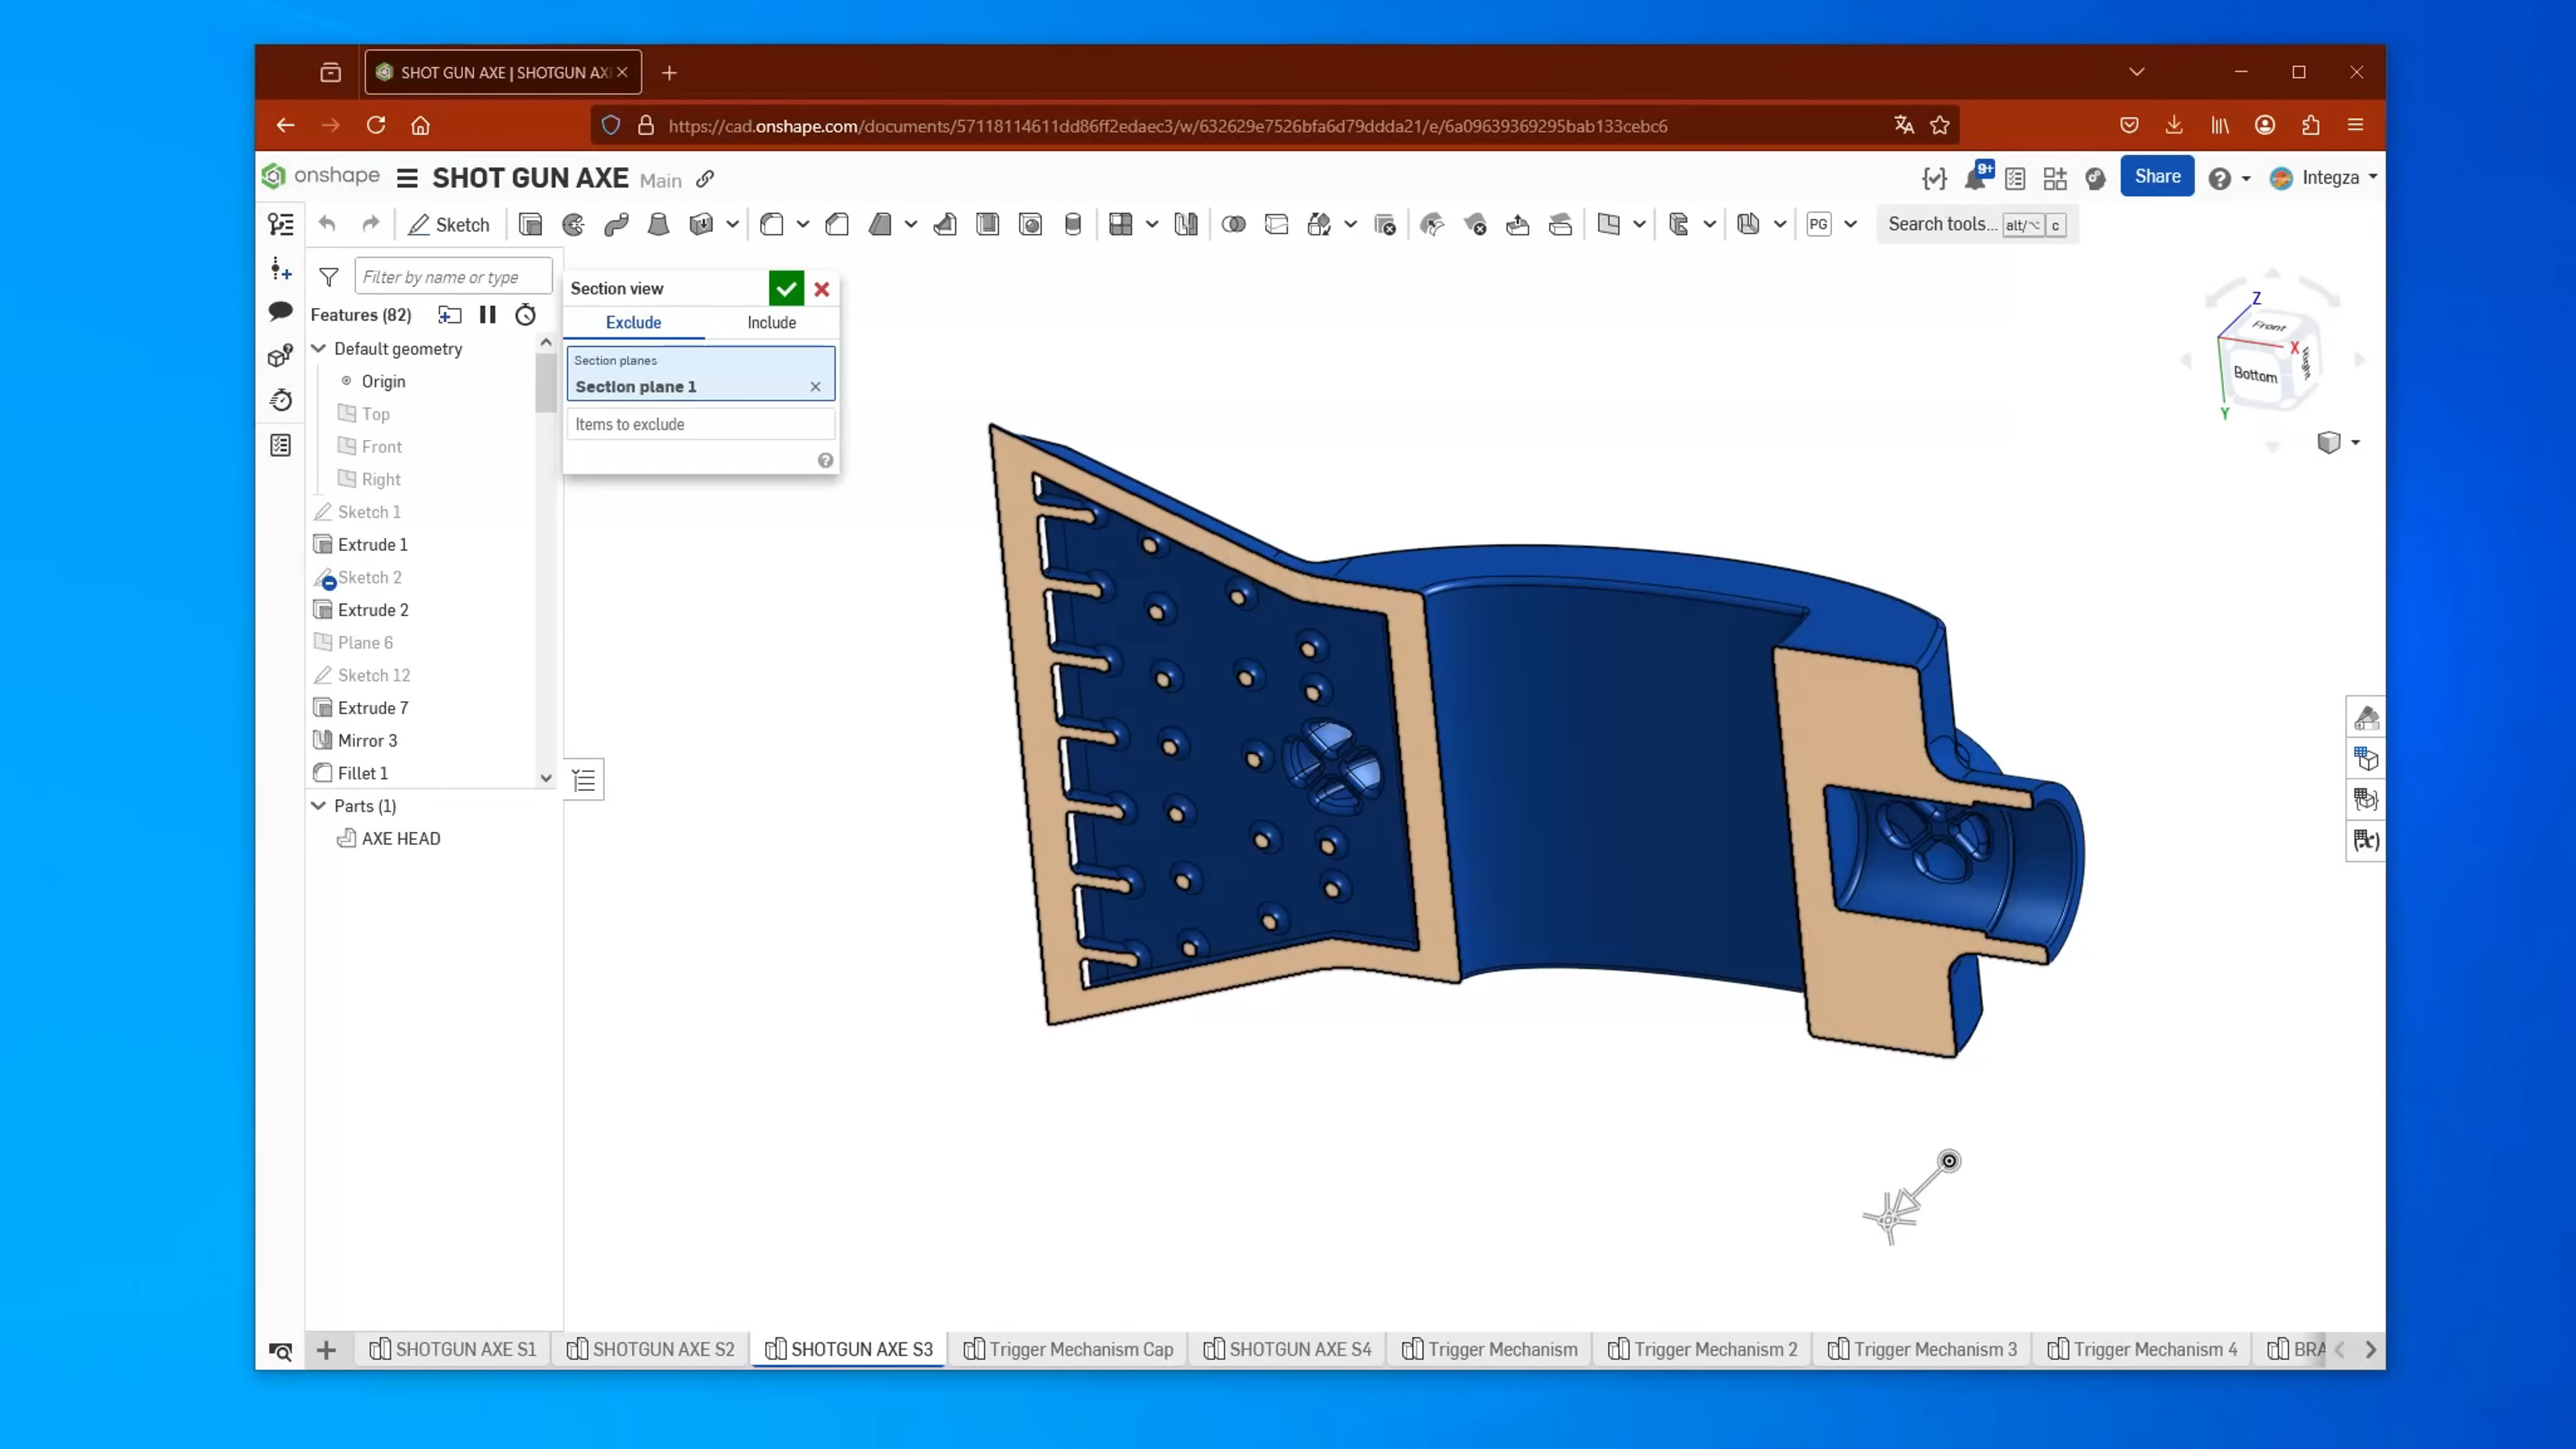 SHOT GUN AXE | SHOTGUN AX
https://cad.onshape.com/documents/57118114611dd86ff2edaec3/w/632629e7526bfa6d79ddda21/e/6a09639369295bab133cebc6
onshape SHOT GUN AXE Main 9+ Share Integza
Sketch PG Search tools... alt/⌥ c
Filter by name or type
Features (82)
Default geometry
Origin
Top
Front
Right
Sketch 1
Extrude 1
Sketch 2
Extrude 2
Plane 6
Sketch 12
Extrude 7
Mirror 3
Fillet 1
Parts (1)
AXE HEAD
Section view
Exclude Include
Section planes
Section plane 1
Items to exclude
Z
Front
X
Right
Bottom
Y
(x)
SHOTGUN AXE S1 SHOTGUN AXE S2 SHOTGUN AXE S3 Trigger Mechanism Cap SHOTGUN AXE S4 Trigger Mechanism Trigger Mechanism 2 Trigger Mechanism 3 Trigger Mechanism 4 BRA